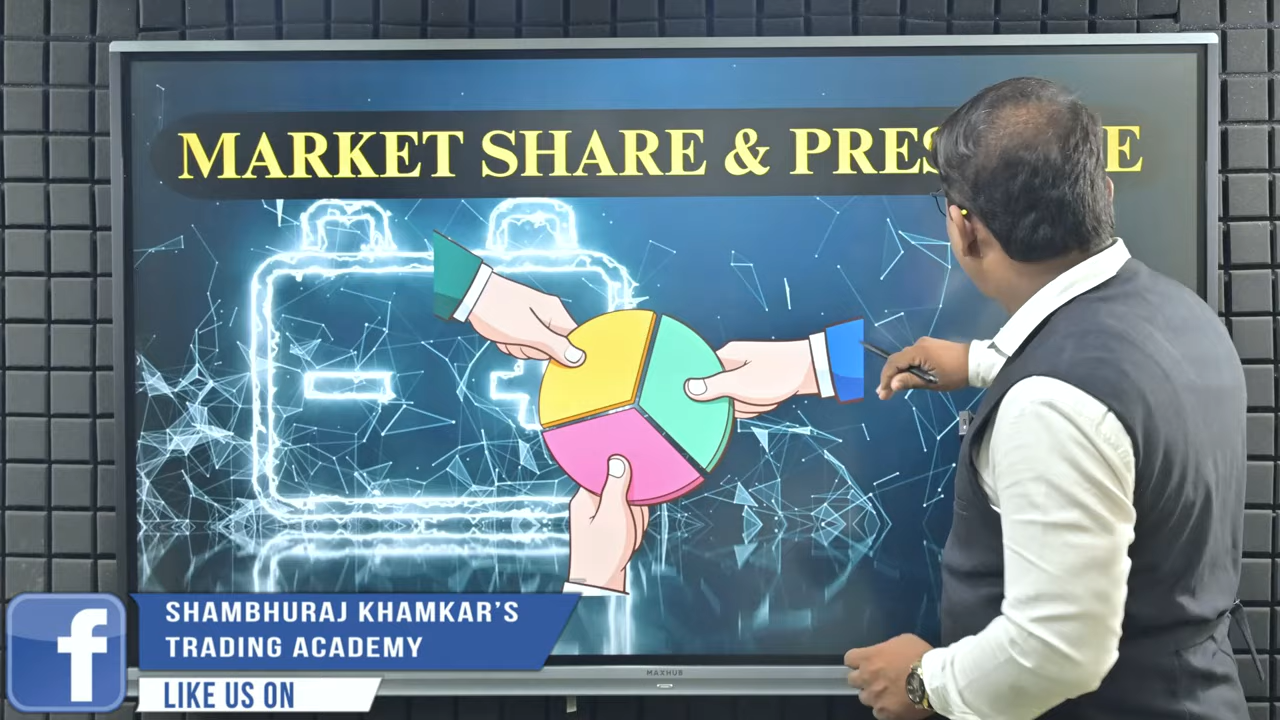 MARKET SHARE & PRES E
MAXHUB
f
SHAMBHURAJ KHAMKAR'S
TRADING ACADEMY
LIKE US ON